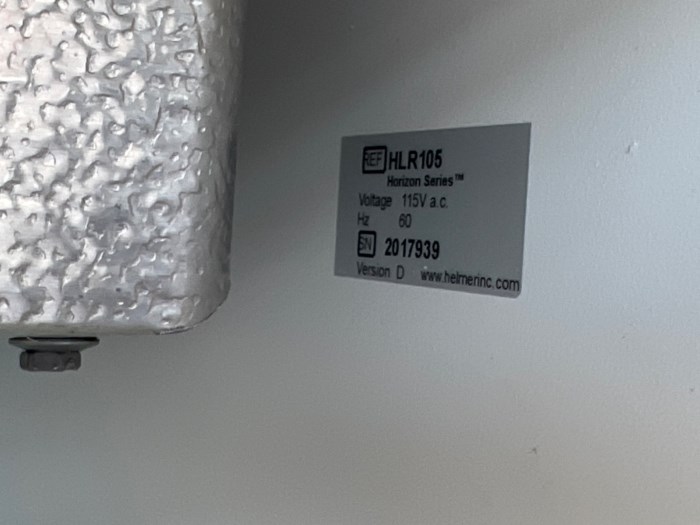 REF HLR105
Horizon Series™
Voltage 115V a.c.
Hz 60
SN 2017939
Version D www.helmerinc.com